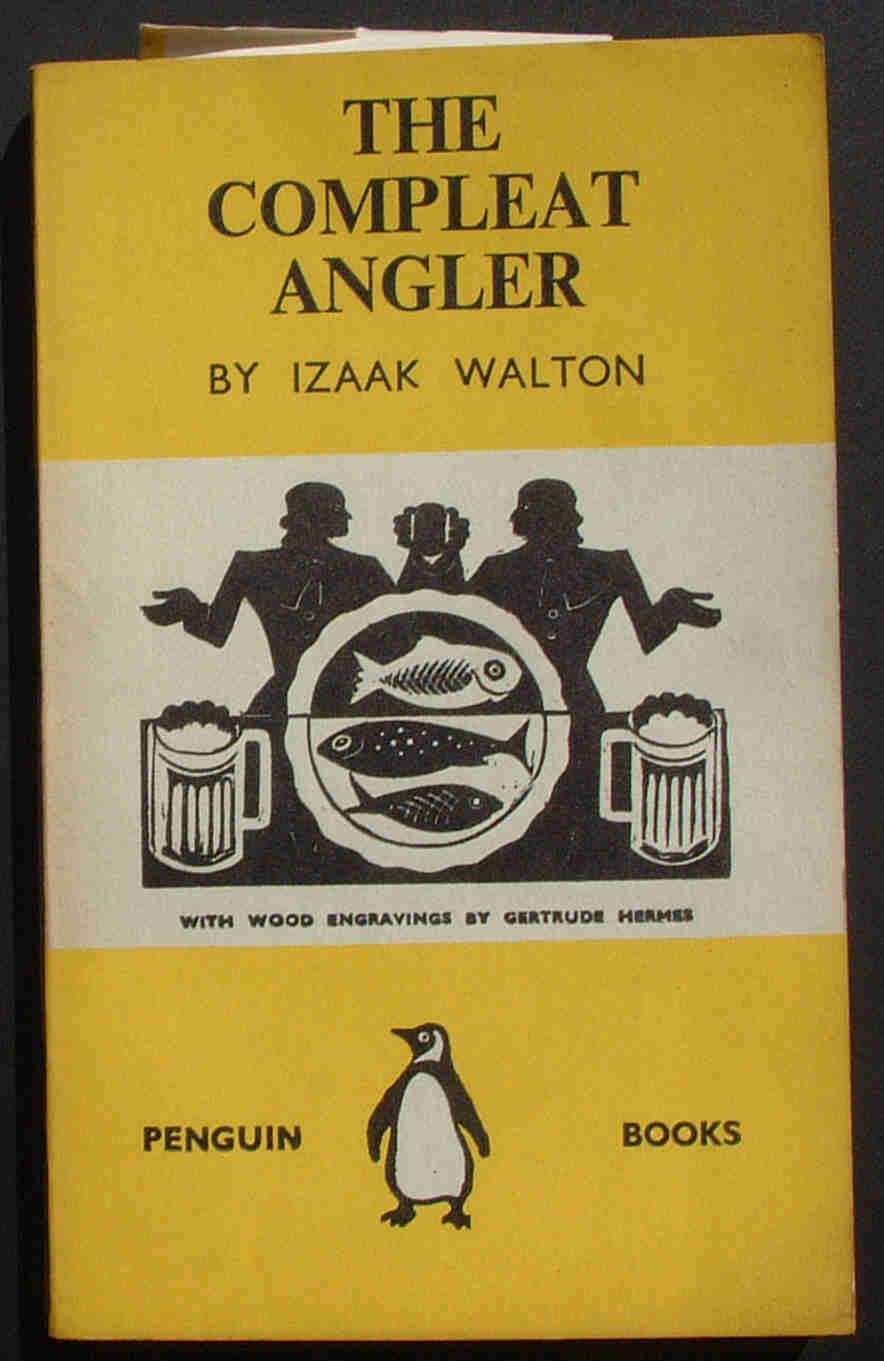 THE
COMPLEAT
ANGLER
BY IZAAK WALTON
WITH WOOD ENGRAVINGS BY GERTRUDE HERMES
PENGUIN BOOKS